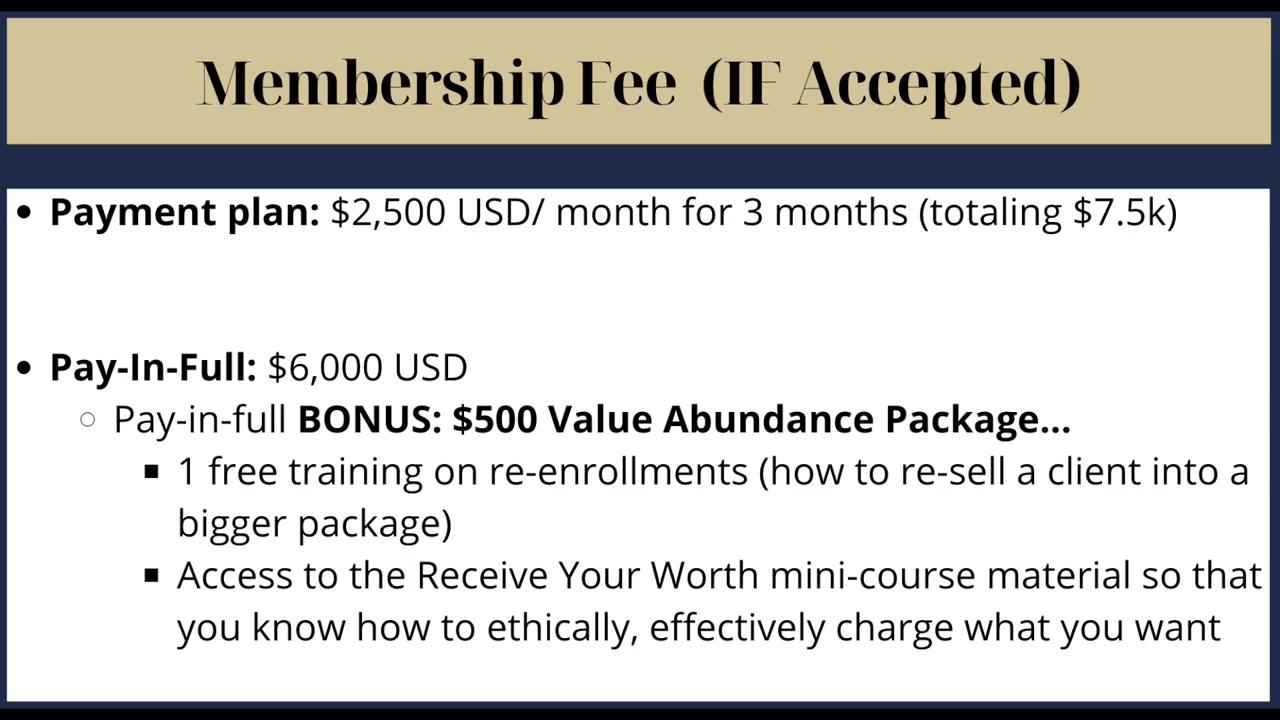 Membership Fee (IF Accepted)
• Payment plan: $2,500 USD/ month for 3 months (totaling $7.5k)
• Pay-In-Full: $6,000 USD
○ Pay-in-full BONUS: $500 Value Abundance Package...
▪ 1 free training on re-enrollments (how to re-sell a client into a
bigger package)
▪ Access to the Receive Your Worth mini-course material so that
you know how to ethically, effectively charge what you want